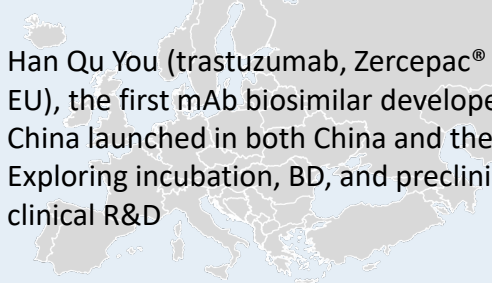 Han Qu You (trastuzumab, Zercepac®
EU), the first mAb biosimilar develope
China launched in both China and the
Exploring incubation, BD, and preclini
clinical R&D